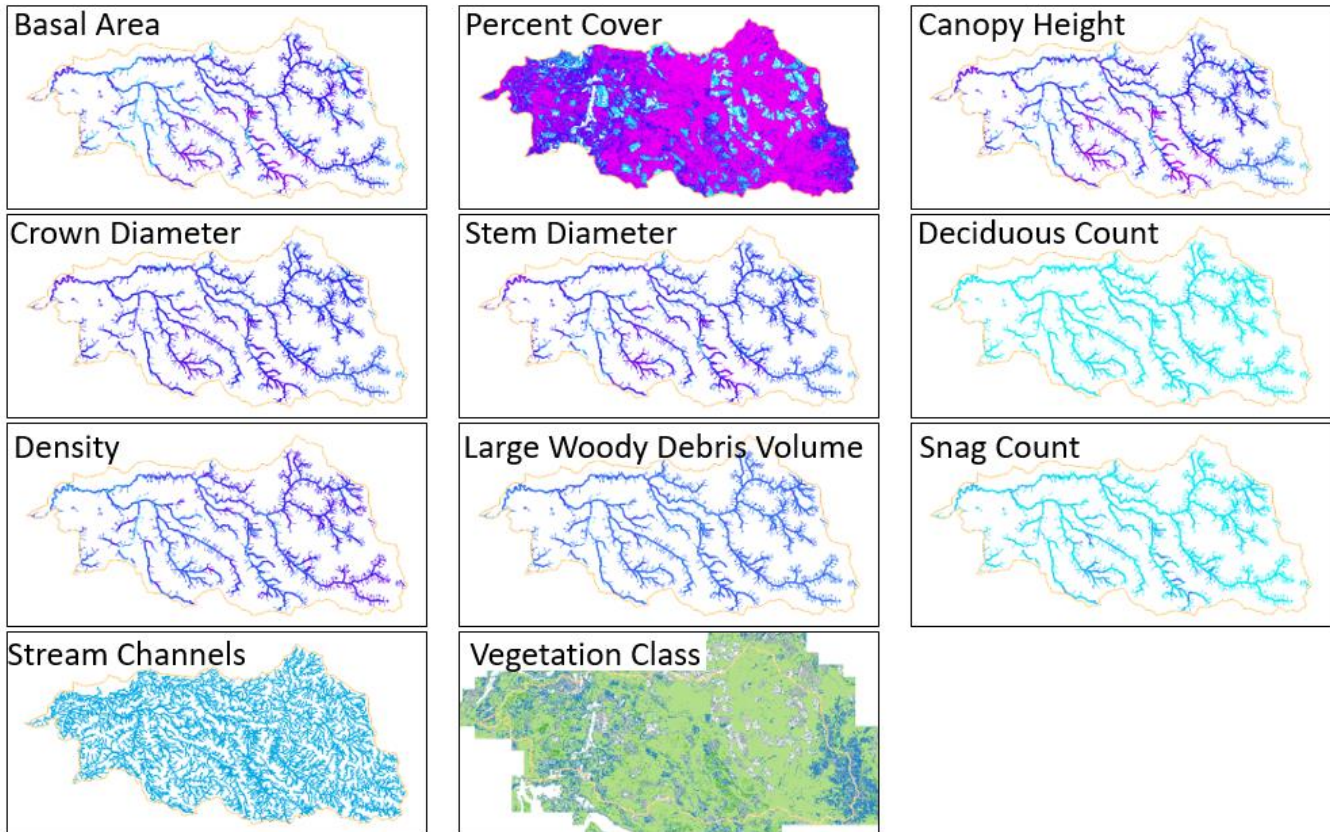 Basal Area
Percent Cover
Canopy Height
Crown Diameter
Stem Diameter
Deciduous Count
Density
Large Woody Debris Volume
Snag Count
Stream Channels
Vegetation Class